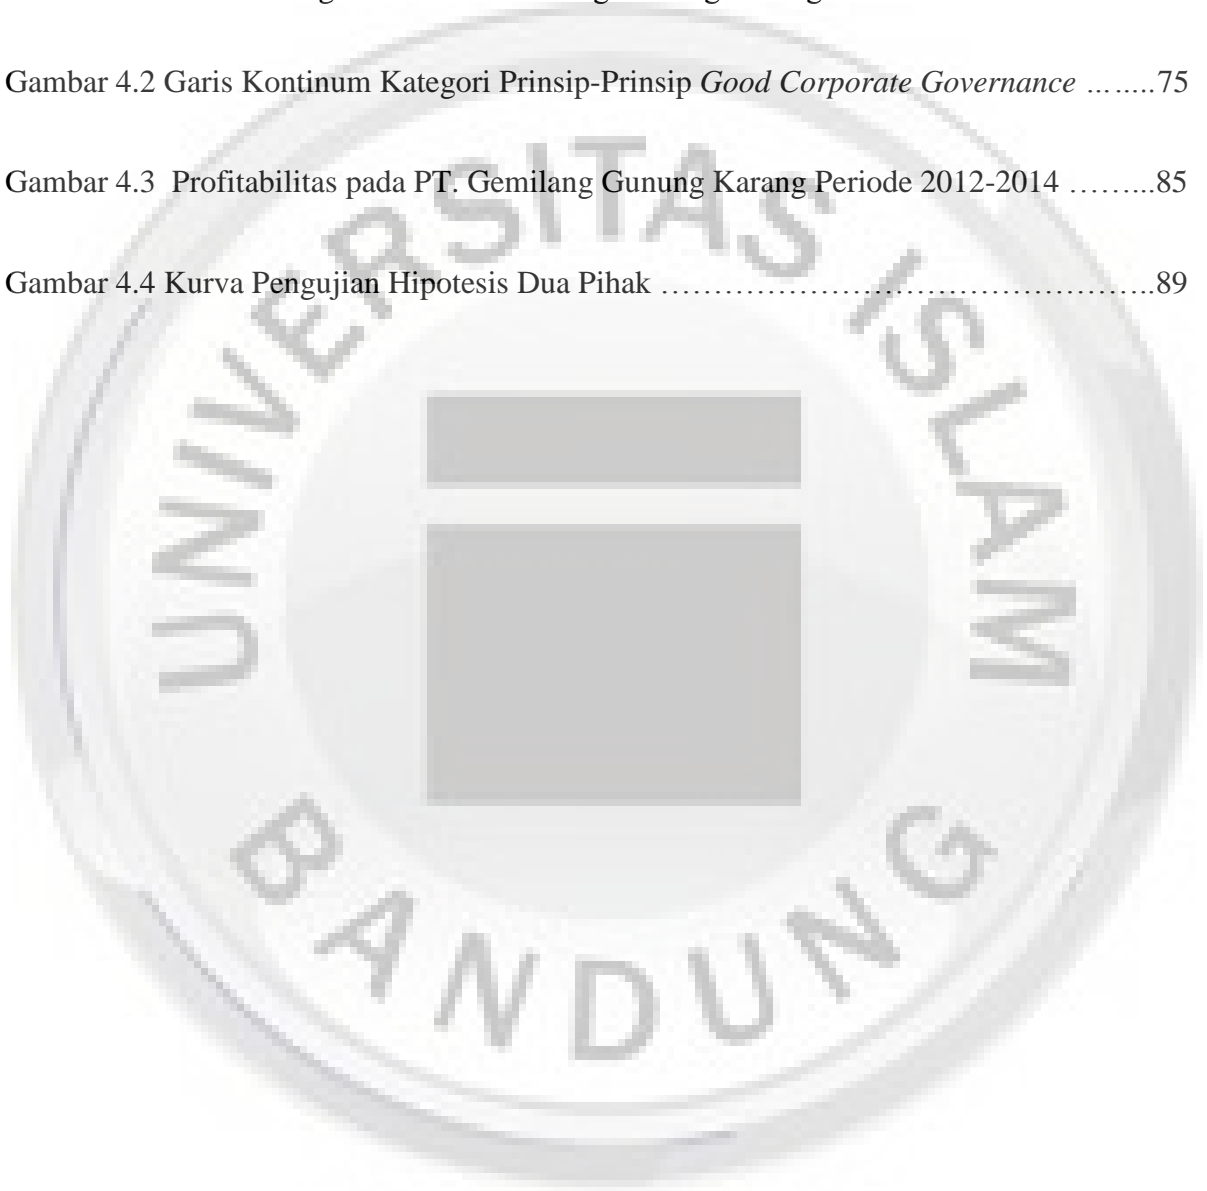 Gambar 4.2 Garis Kontinum Kategori Prinsip-Prinsip Good Corporate Governance ……..75
Gambar 4.3  Profitabilitas pada PT. Gemilang Gunung Karang Periode 2012-2014 ……...85
Gambar 4.4 Kurva Pengujian Hipotesis Dua Pihak ………………………………………..89
UNIVERSITAS ISLAM
BANDUNG